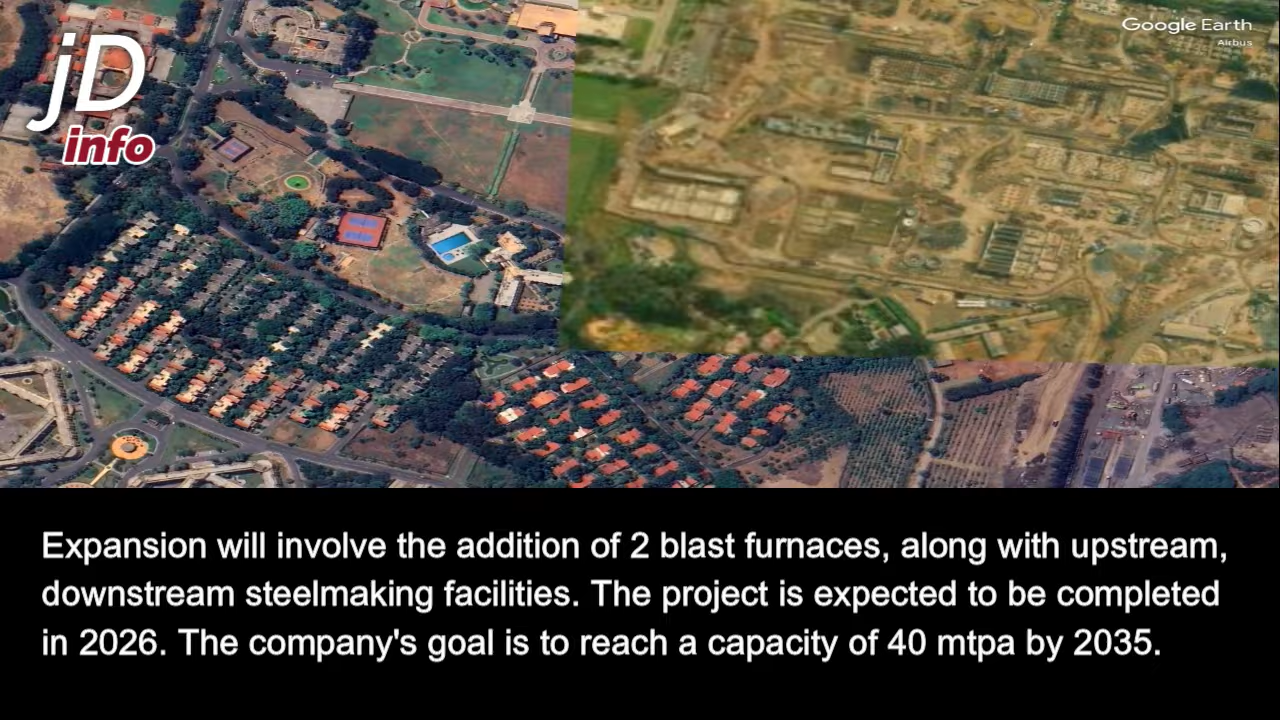 Google Earth
Airbus
jD
info
Expansion will involve the addition of 2 blast furnaces, along with upstream,
downstream steelmaking facilities. The project is expected to be completed
in 2026. The company's goal is to reach a capacity of 40 mtpa by 2035.